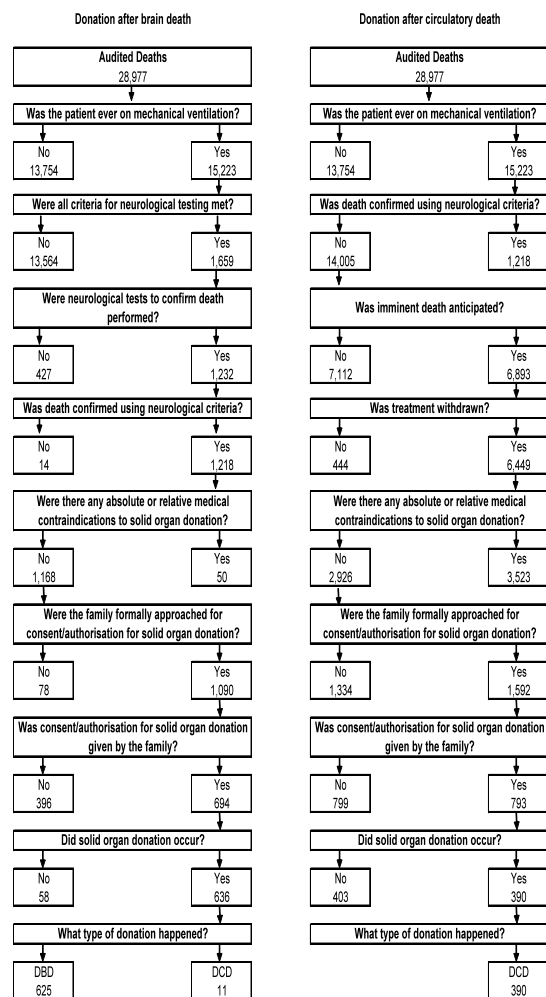 Donation after brain death
Audited Deaths
28,977
Was the patient ever on mechanical ventilation?
No
13,754
Yes
15,223
Were all criteria for neurological testing met?
No
13,564
Yes
1,659
Were neurological tests to confirm death
performed?
No
427
Yes
1,232
Was death confirmed using neurological criteria?
No
14
Yes
1,218
Were there any absolute or relative medical
contraindications to solid organ donation?
No
1,168
Yes
50
Were the family formally approached for
consent/authorisation for solid organ donation?
No
78
Yes
1,090
Was consent/authorisation for solid organ donation
given by the family?
No
396
Yes
694
Did solid organ donation occur?
No
58
Yes
636
What type of donation happened?
DBD
625
DCD
11
Donation after circulatory death
Audited Deaths
28,977
Was the patient ever on mechanical ventilation?
No
13,754
Yes
15,223
Was death confirmed using neurological criteria?
No
14,005
Yes
1,218
Was imminent death anticipated?
No
7,112
Yes
6,893
Was treatment withdrawn?
No
444
Yes
6,449
Were there any absolute or relative medical
contraindications to solid organ donation?
No
2,926
Yes
3,523
Were the family formally approached for
consent/authorisation for solid organ donation?
No
1,334
Yes
1,592
Was consent/authorisation for solid organ donation
given by the family?
No
799
Yes
793
Did solid organ donation occur?
No
403
Yes
390
What type of donation happened?
DCD
390